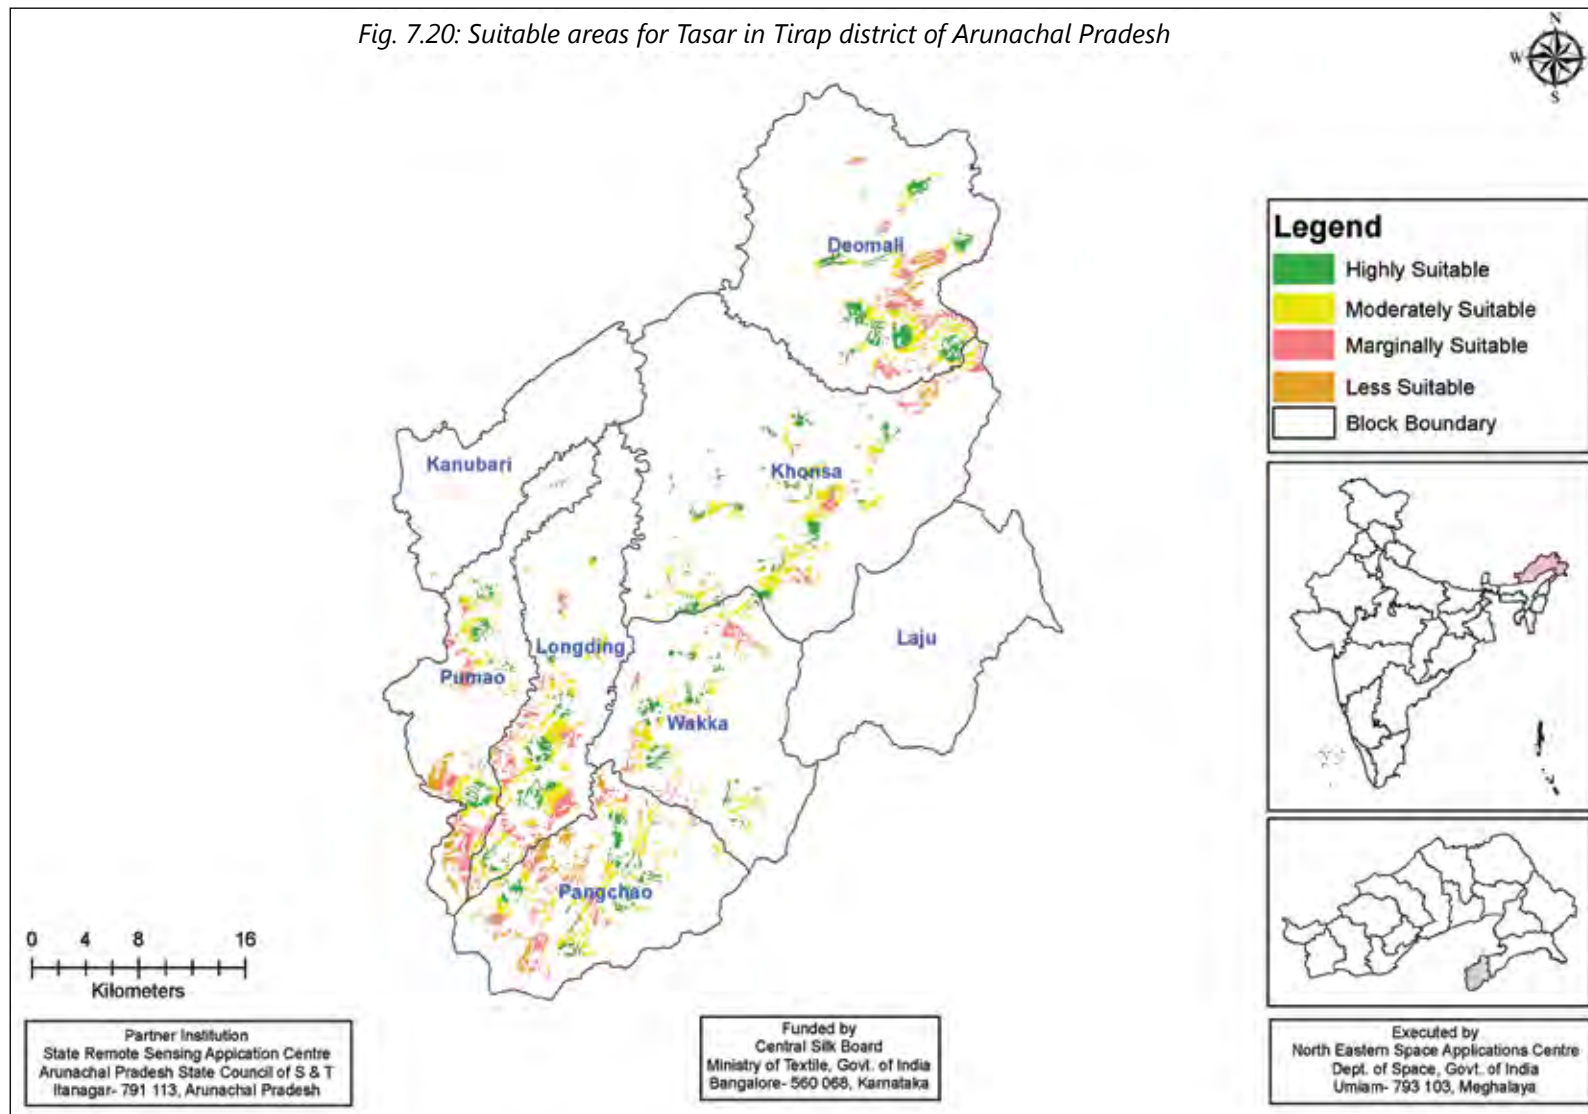 Fig. 7.20: Suitable areas for Tasar in Tirap district of Arunachal Pradesh
N
W
S
Deomali
Legend
Highly Suitable
Moderately Suitable
Marginally Suitable
Less Suitable
Block Boundary
Kanubari
Khonsa
Longding
Laju
Pumao
Wakka
Pangchao
0 4 8 16
Kilometers
Partner Institution
State Remote Sensing Application Centre
Arunachal Pradesh State Council of S & T
Itanagar- 791 113, Arunachal Pradesh
Funded by
Central Silk Board
Ministry of Textile, Govt. of India
Bangalore- 560 068, Karnataka
Executed by
North Eastern Space Applications Centre
Dept. of Space, Govt. of India
Umiam- 793 103, Meghalaya